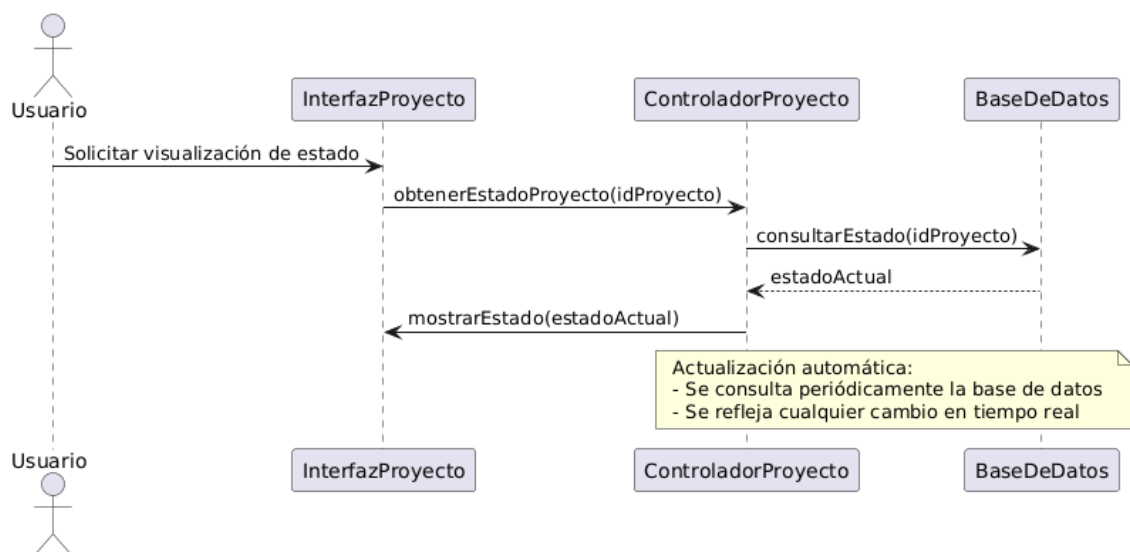 Usuario
InterfazProyecto
ControladorProyecto
BaseDeDatos
Solicitar visualización de estado
obtenerEstadoProyecto(idProyecto)
consultarEstado(idProyecto)
estadoActual
mostrarEstado(estadoActual)
Actualización automática:
- Se consulta periódicamente la base de datos
- Se refleja cualquier cambio en tiempo real
Usuario
InterfazProyecto
ControladorProyecto
BaseDeDatos